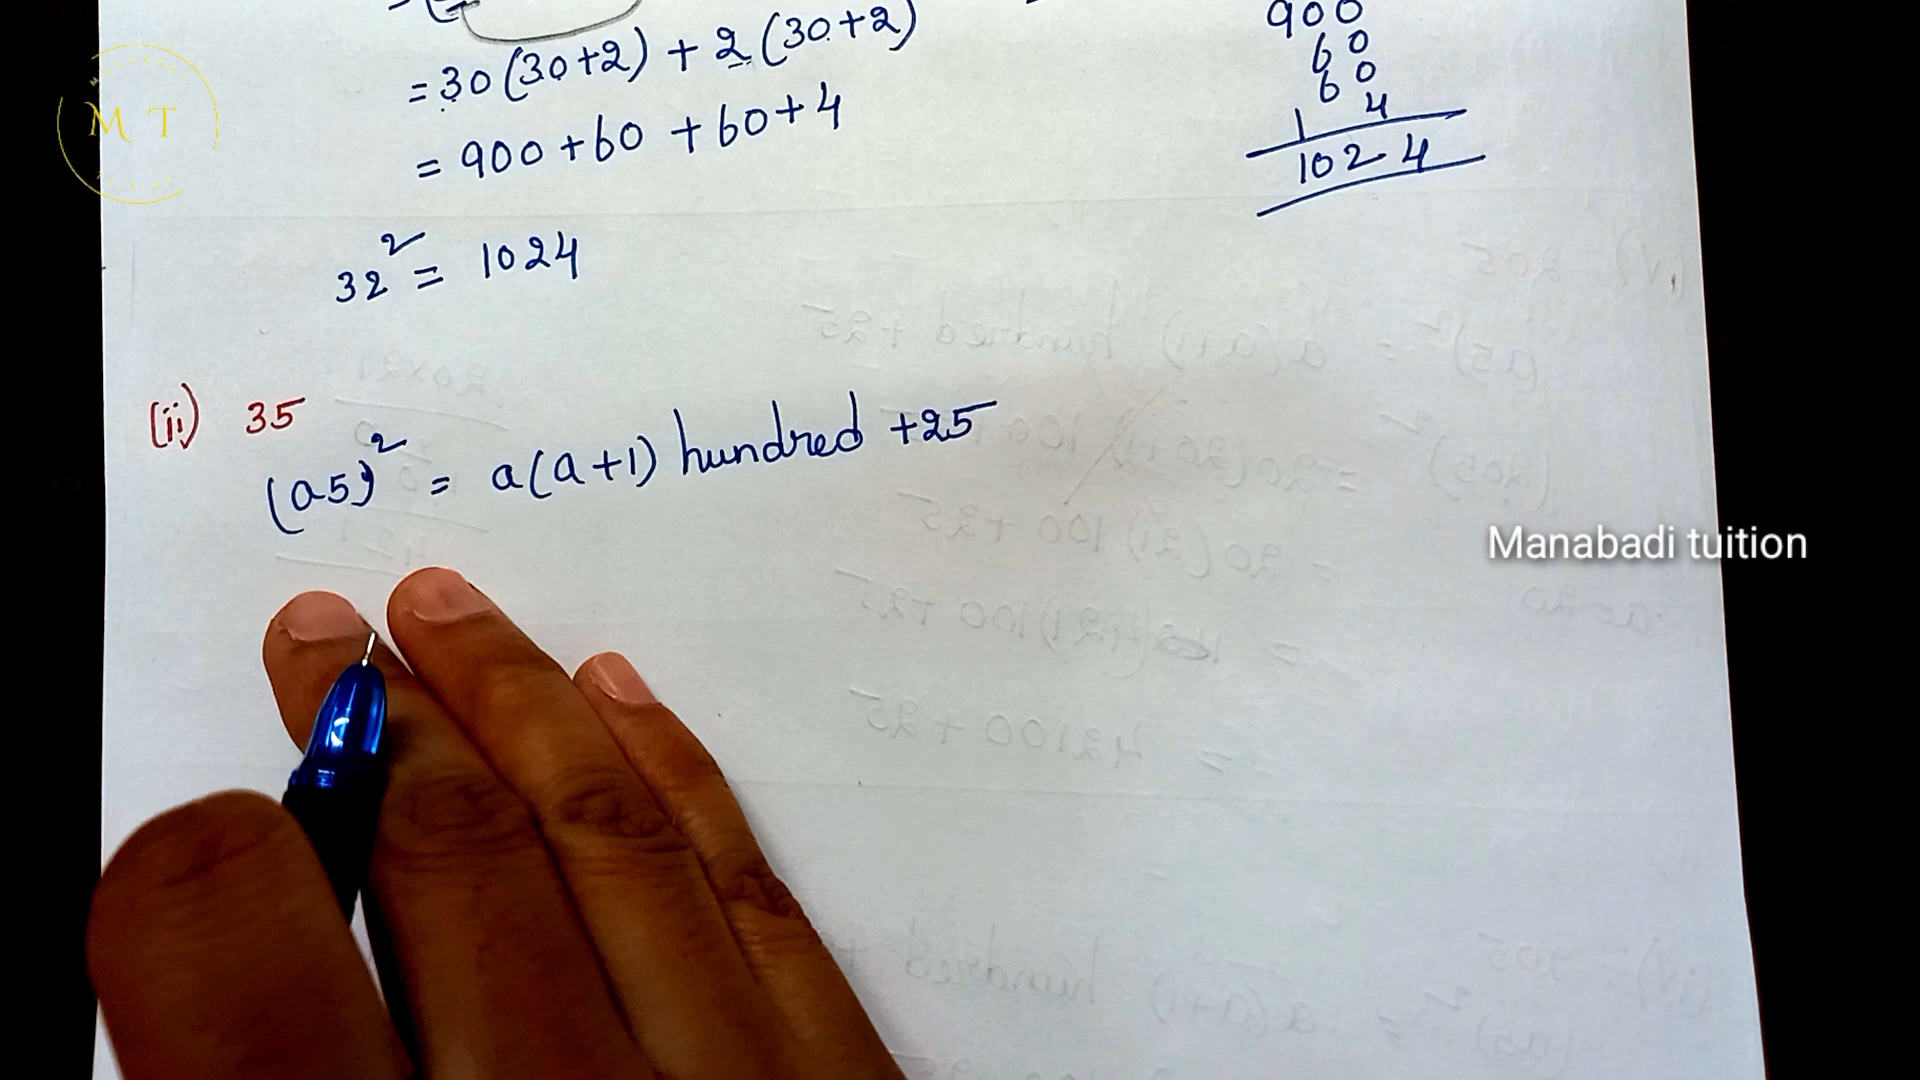 = 30 (30+2) + 2 (30+2)
= 900 + 60 + 60 + 4
900
60
60
4
1
1024
32² = 1024
(ii) 35
(a5)² = a(a+1) hundred +25
M T
Manabadi tuition